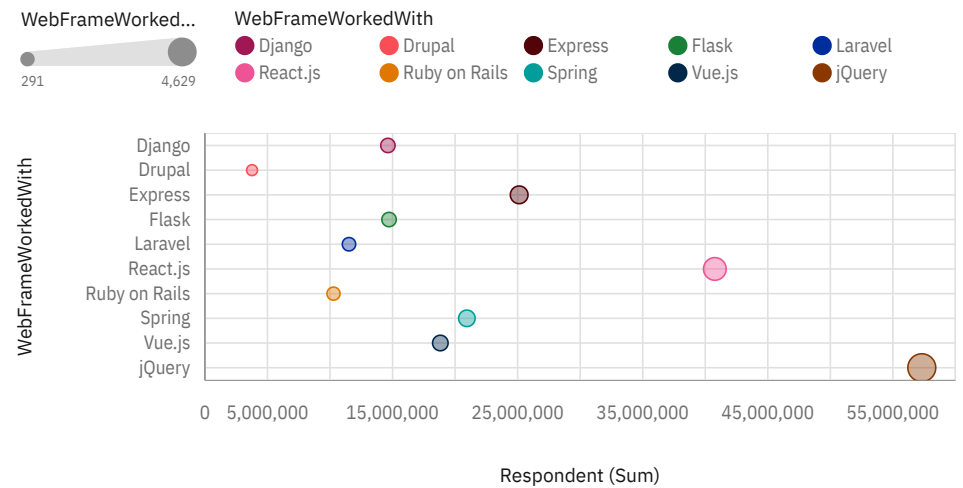 WebFrameWorked...
291 4,629
WebFrameWorkedWith
Django Drupal Express Flask Laravel
React.js Ruby on Rails Spring Vue.js jQuery
WebFrameWorkedWith
Django
Drupal
Express
Flask
Laravel
React.js
Ruby on Rails
Spring
Vue.js
jQuery
0 5,000,000 15,000,000 25,000,000 35,000,000 45,000,000 55,000,000
Respondent (Sum)